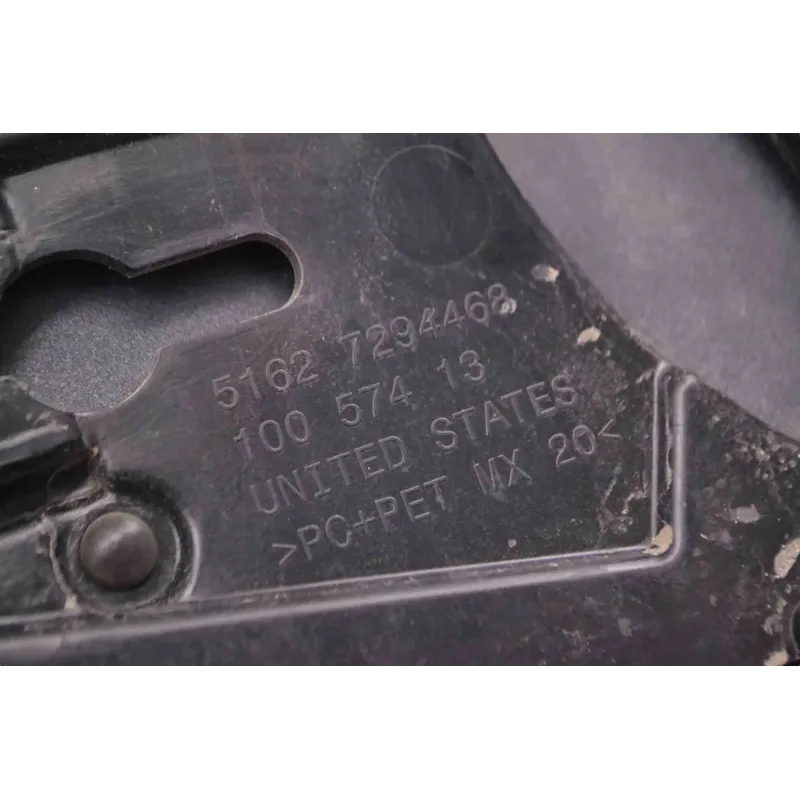 5162 7294468
100 574 13
UNITED STATES
>PC+PET MX 20<